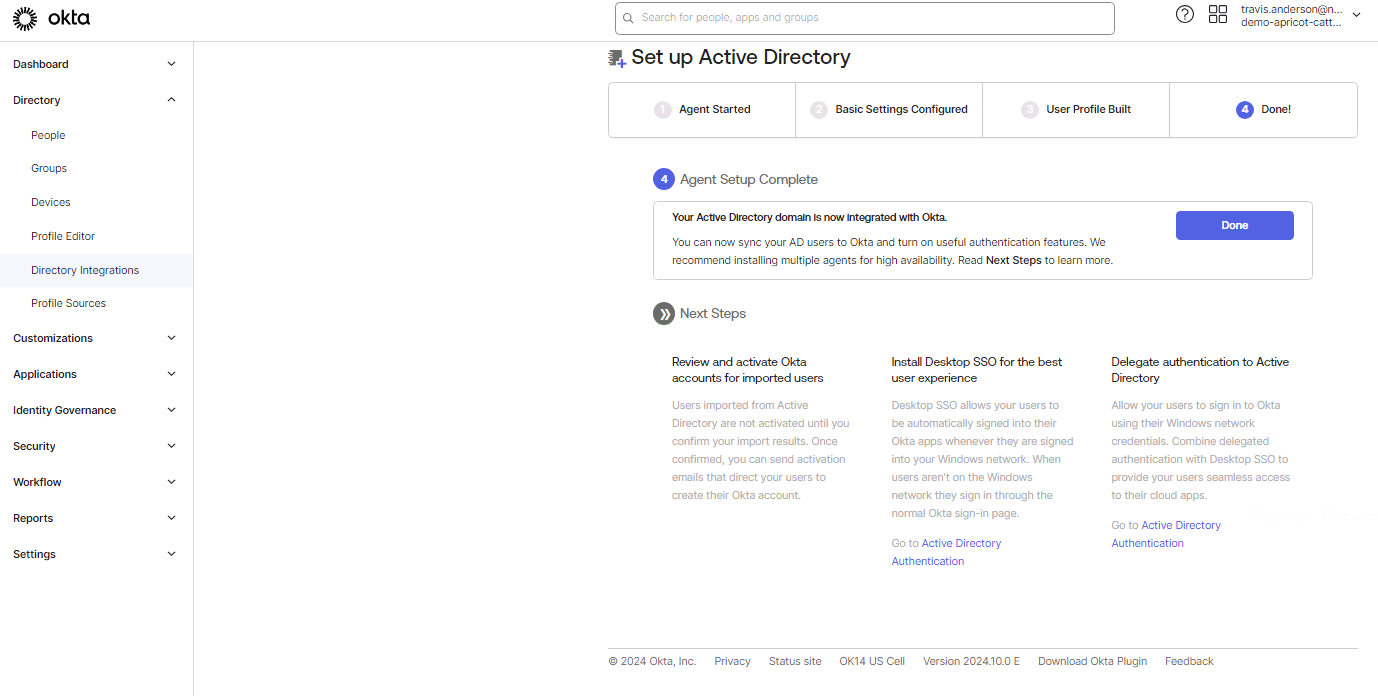 okta
Search for people, apps and groups
travis.anderson@n...
demo-apricot-catt...
Dashboard
Directory
People
Groups
Devices
Profile Editor
Directory Integrations
Profile Sources
Customizations
Applications
Identity Governance
Security
Workflow
Reports
Settings
Set up Active Directory
1 Agent Started
2 Basic Settings Configured
3 User Profile Built
4 Done!
4 Agent Setup Complete
Your Active Directory domain is now integrated with Okta.
You can now sync your AD users to Okta and turn on useful authentication features. We
recommend installing multiple agents for high availability. Read Next Steps to learn more.
Done
Next Steps
Review and activate Okta
accounts for imported users
Users imported from Active
Directory are not activated until you
confirm your import results. Once
confirmed, you can send activation
emails that direct your users to
create their Okta account.
Install Desktop SSO for the best
user experience
Desktop SSO allows your users to
be automatically signed into their
Okta apps whenever they are signed
into your Windows network. When
users aren't on the Windows
network they sign in through the
normal Okta sign-in page.
Go to Active Directory
Authentication
Delegate authentication to Active
Directory
Allow your users to sign in to Okta
using their Windows network
credentials. Combine delegated
authentication with Desktop SSO to
provide your users seamless access
to their cloud apps.
Go to Active Directory
Authentication
© 2024 Okta, Inc. Privacy Status site OK14 US Cell Version 2024.10.0 E Download Okta Plugin Feedback